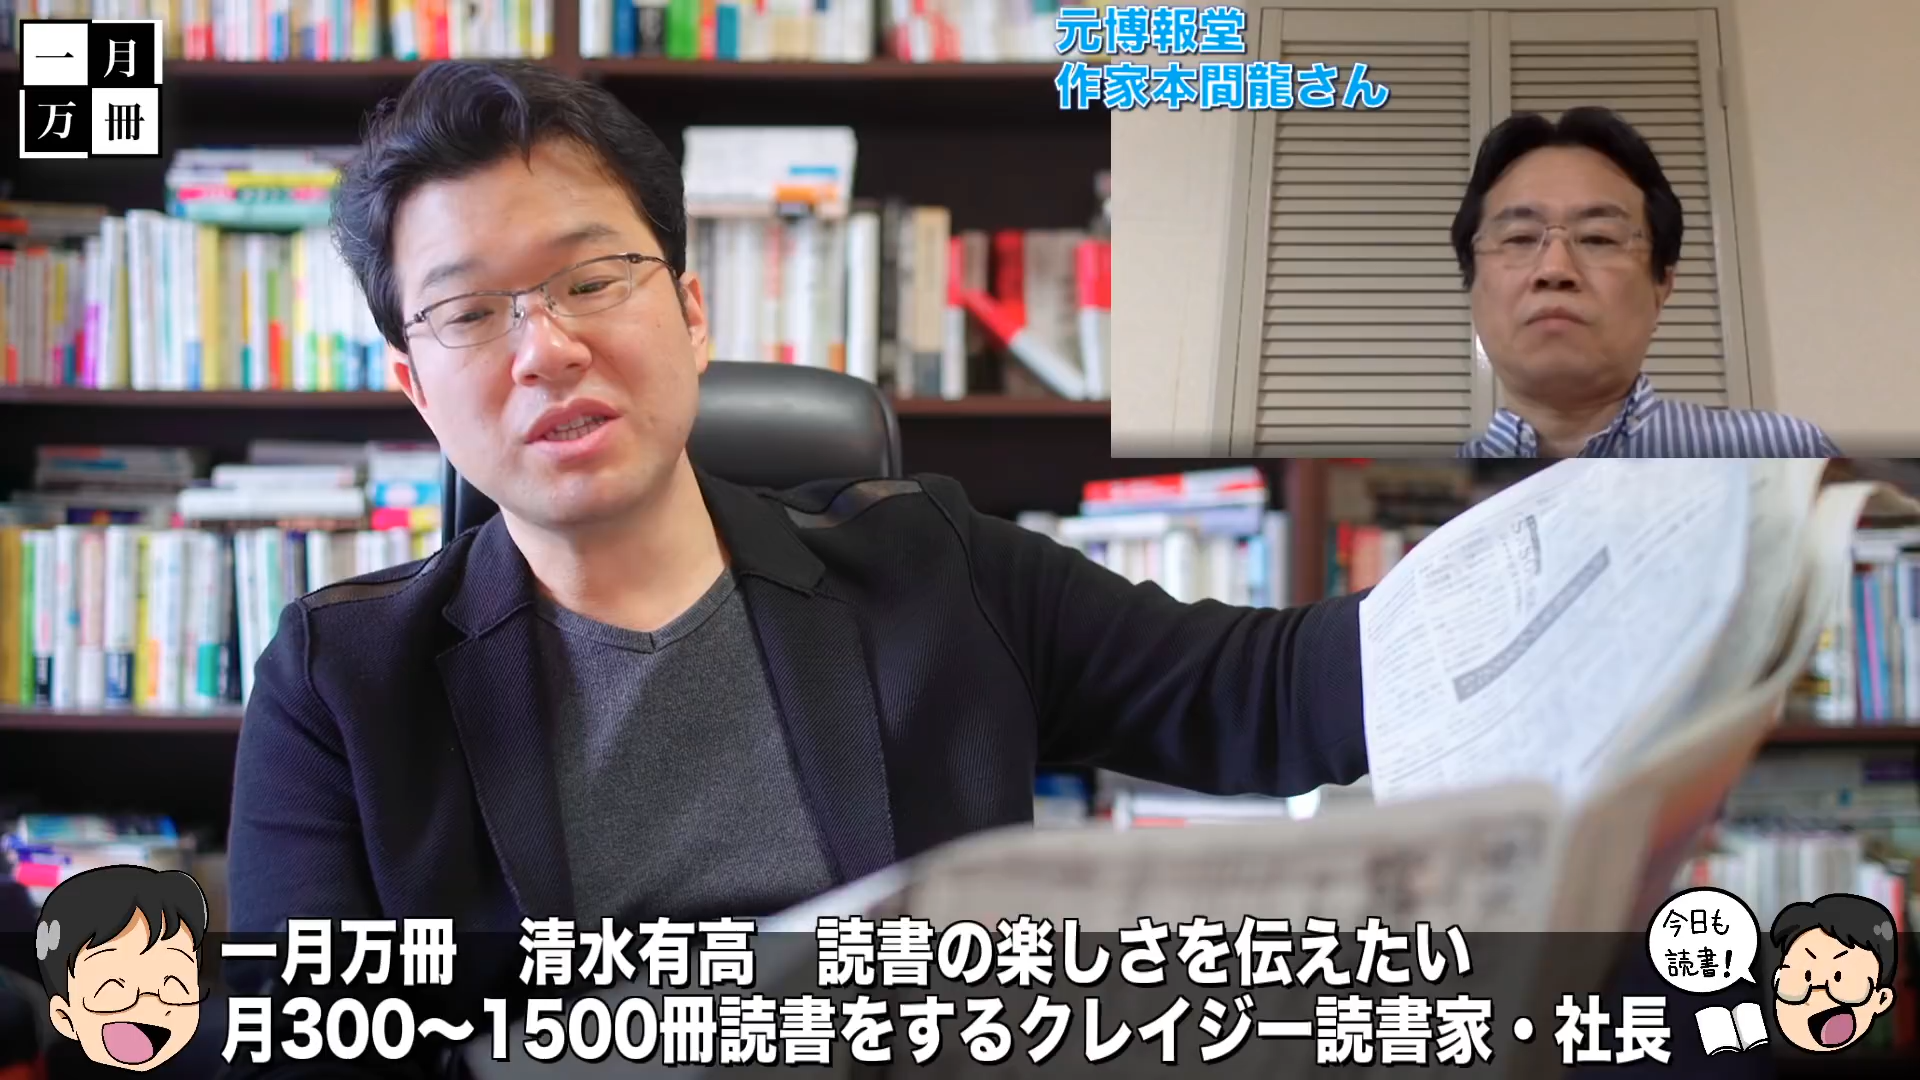 一月
万冊
元博報堂
作家本間龍さん
今日も
読書!
一月万冊　清水有高　読書の楽しさを伝えたい
月300〜1500冊読書をするクレイジー読書家・社長